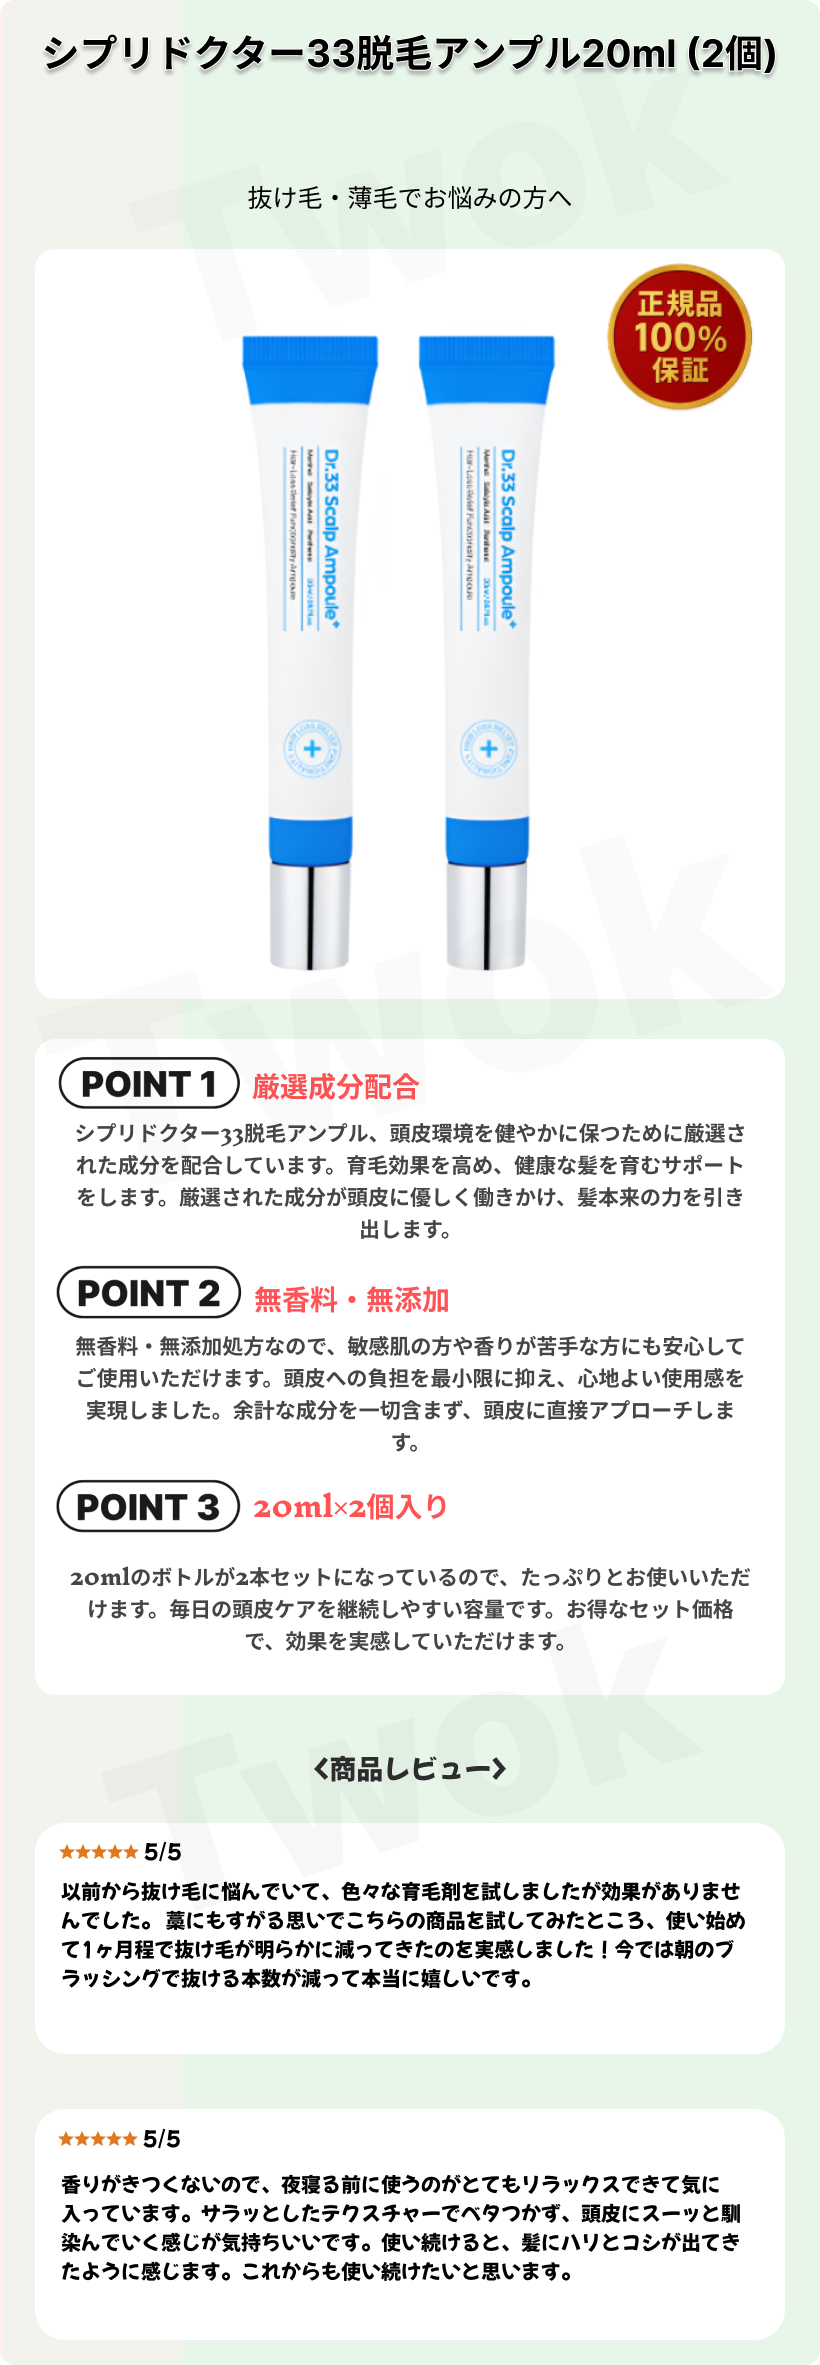 シプリドクター33脱毛アンプル20ml (2個)
抜け毛・薄毛でお悩みの方へ
正規品
100%
保証
Dr.33 Scalp Ampoule+
Menthol Salicylic Acid Panthenol
Hair-Loss Relief Functionality Ampoule
Dr.33 Scalp Ampoule+
Menthol Salicylic Acid Panthenol
Hair-Loss Relief Functionality Ampoule
POINT 1 厳選成分配合
シプリドクター33脱毛アンプル、頭皮環境を健やかに保つために厳選さ
れた成分を配合しています。育毛効果を高め、健康な髪を育むサポート
をします。厳選された成分が頭皮に優しく働きかけ、髪本来の力を引き
出します。
POINT 2 無香料・無添加
無香料・無添加処方なので、敏感肌の方や香りが苦手な方にも安心して
ご使用いただけます。頭皮への負担を最小限に抑え、心地よい使用感を
実現しました。余計な成分を一切含まず、頭皮に直接アプローチしま
す。
POINT 3 20ml×2個入り
20mlのボトルが2本セットになっているので、たっぷりとお使いいただ
けます。毎日の頭皮ケアを継続しやすい容量です。お得なセット価格
で、効果を実感していただけます。
<商品レビュー>
★★★★★ 5/5
以前から抜け毛に悩んでいて、色々な育毛剤を試しましたが効果がありませ
んでした。藁にもすがる思いでこちらの商品を試してみたところ、使い始め
て1ヶ月程で抜け毛が明らかに減ってきたのを実感しました！今では朝のブ
ラッシングで抜ける本数が減って本当に嬉しいです。
★★★★★ 5/5
香りがきつくないので、夜寝る前に使うのがとてもリラックスできて気に
入っています。サラッとしたテクスチャーでベタつかず、頭皮にスーッと馴
染んでいく感じが気持ちいいです。使い続けると、髪にハリとコシが出てき
たように感じます。これからも使い続けたいと思います。
Twok
Twok
Twok